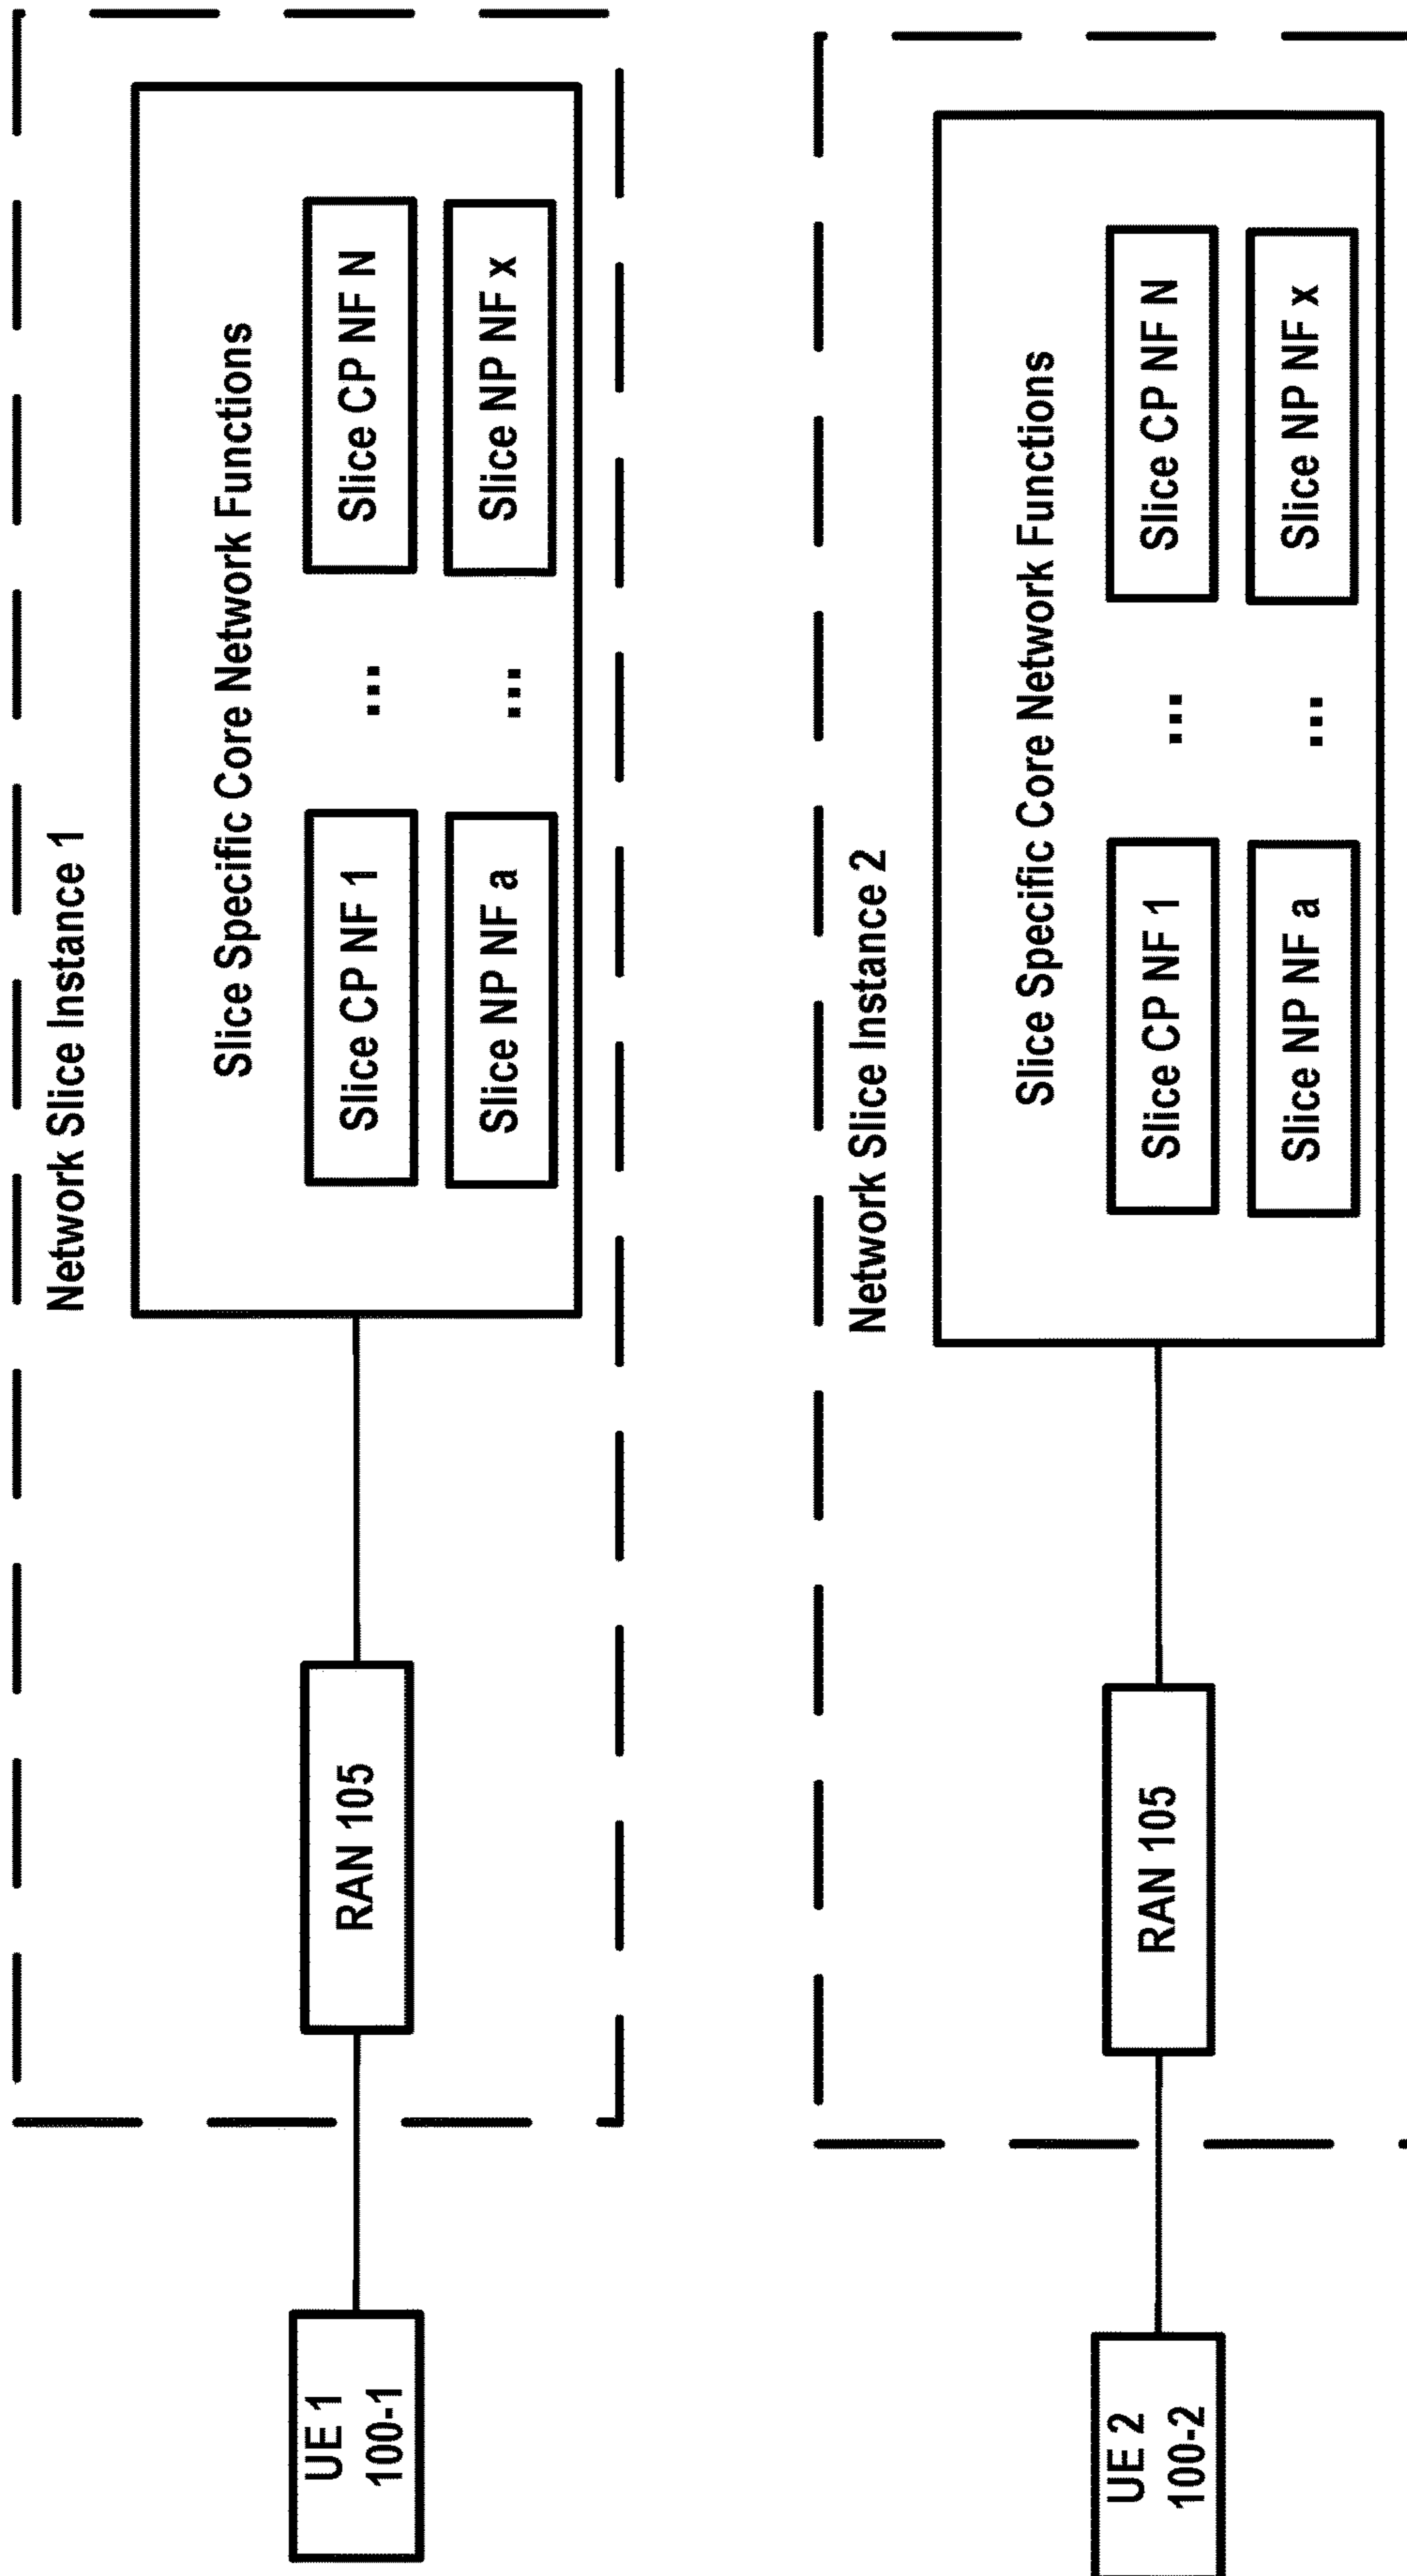 Network Slice Instance 1
Slice Specific Core Network Functions
Slice CP NF 1
...
Slice CP NF N
Slice NP NF a
...
Slice NP NF x
RAN 105
UE 1
100-1
Network Slice Instance 2
Slice Specific Core Network Functions
Slice CP NF 1
...
Slice CP NF N
Slice NP NF a
...
Slice NP NF x
RAN 105
UE 2
100-2